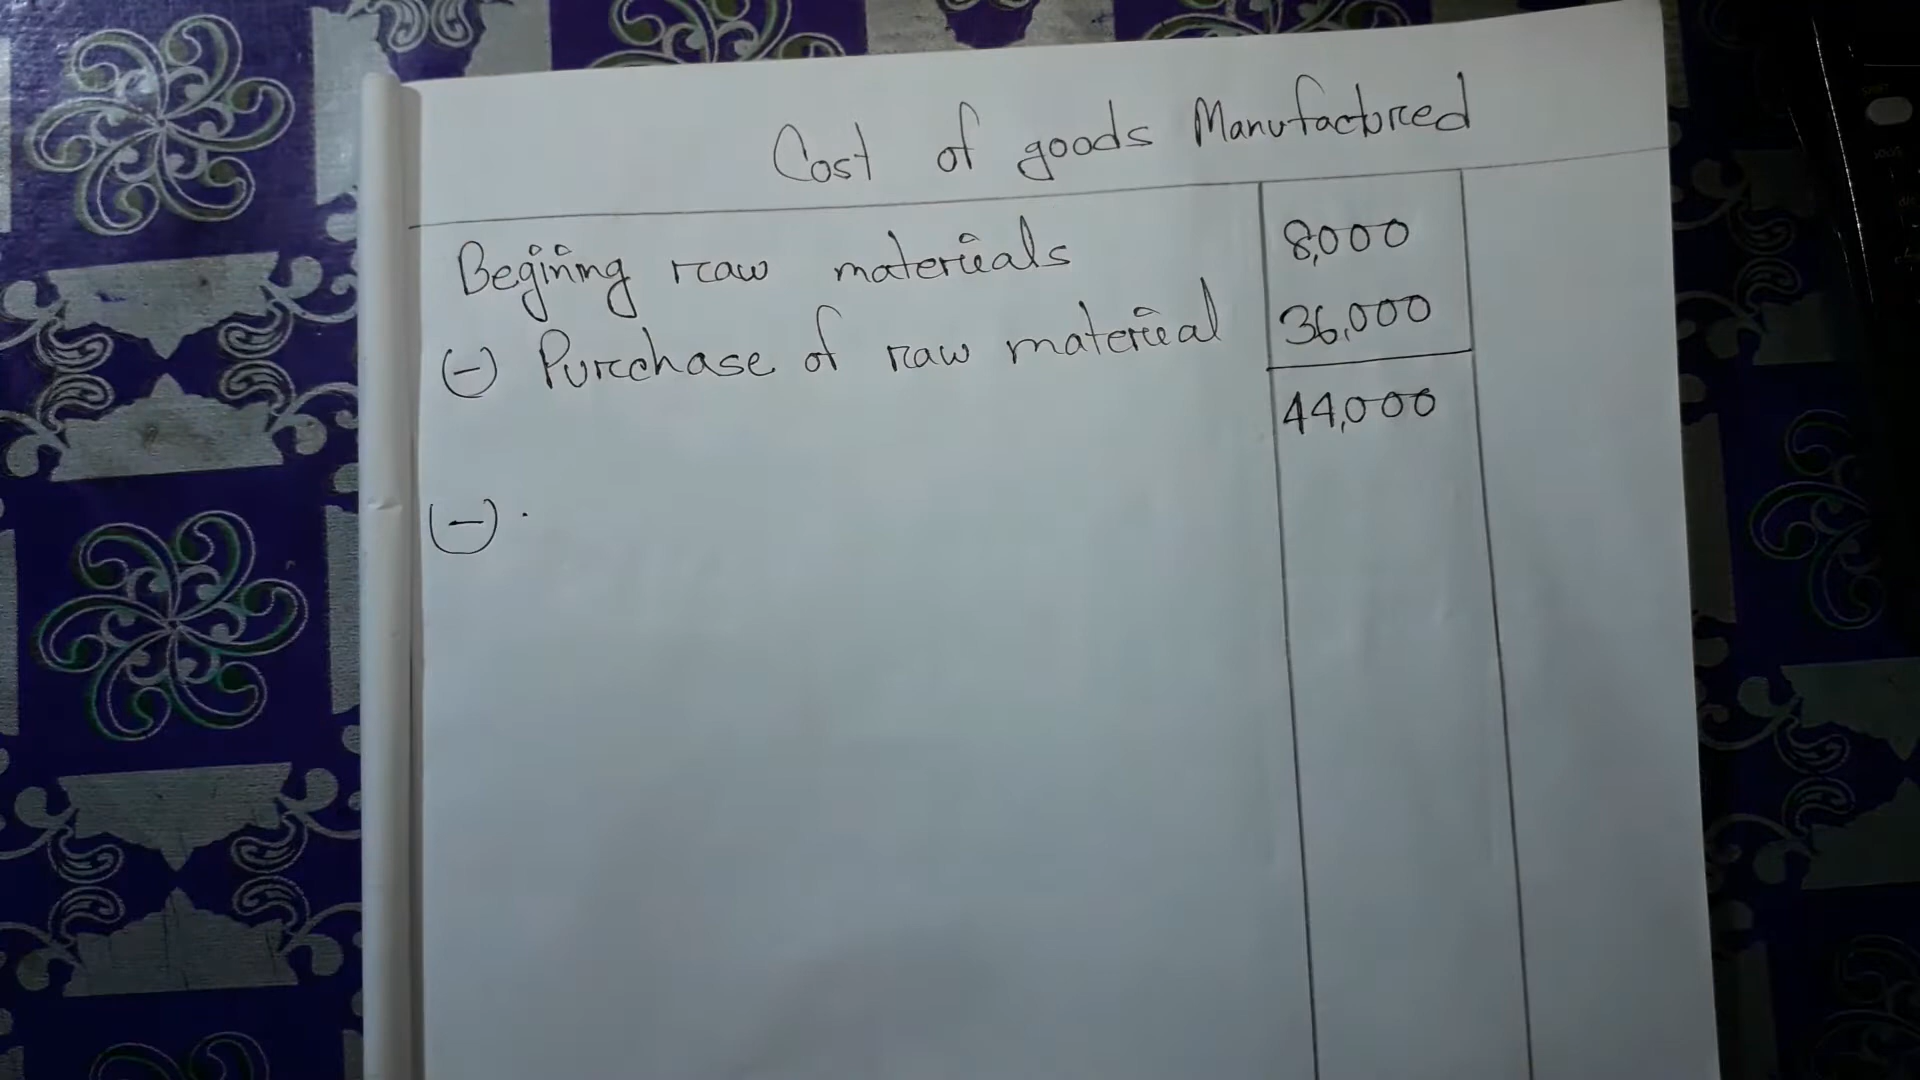 Cost of goods Manufactured
Begining raw materials 8,000
(-) Purchase of raw material 36,000
44,000
(-) .